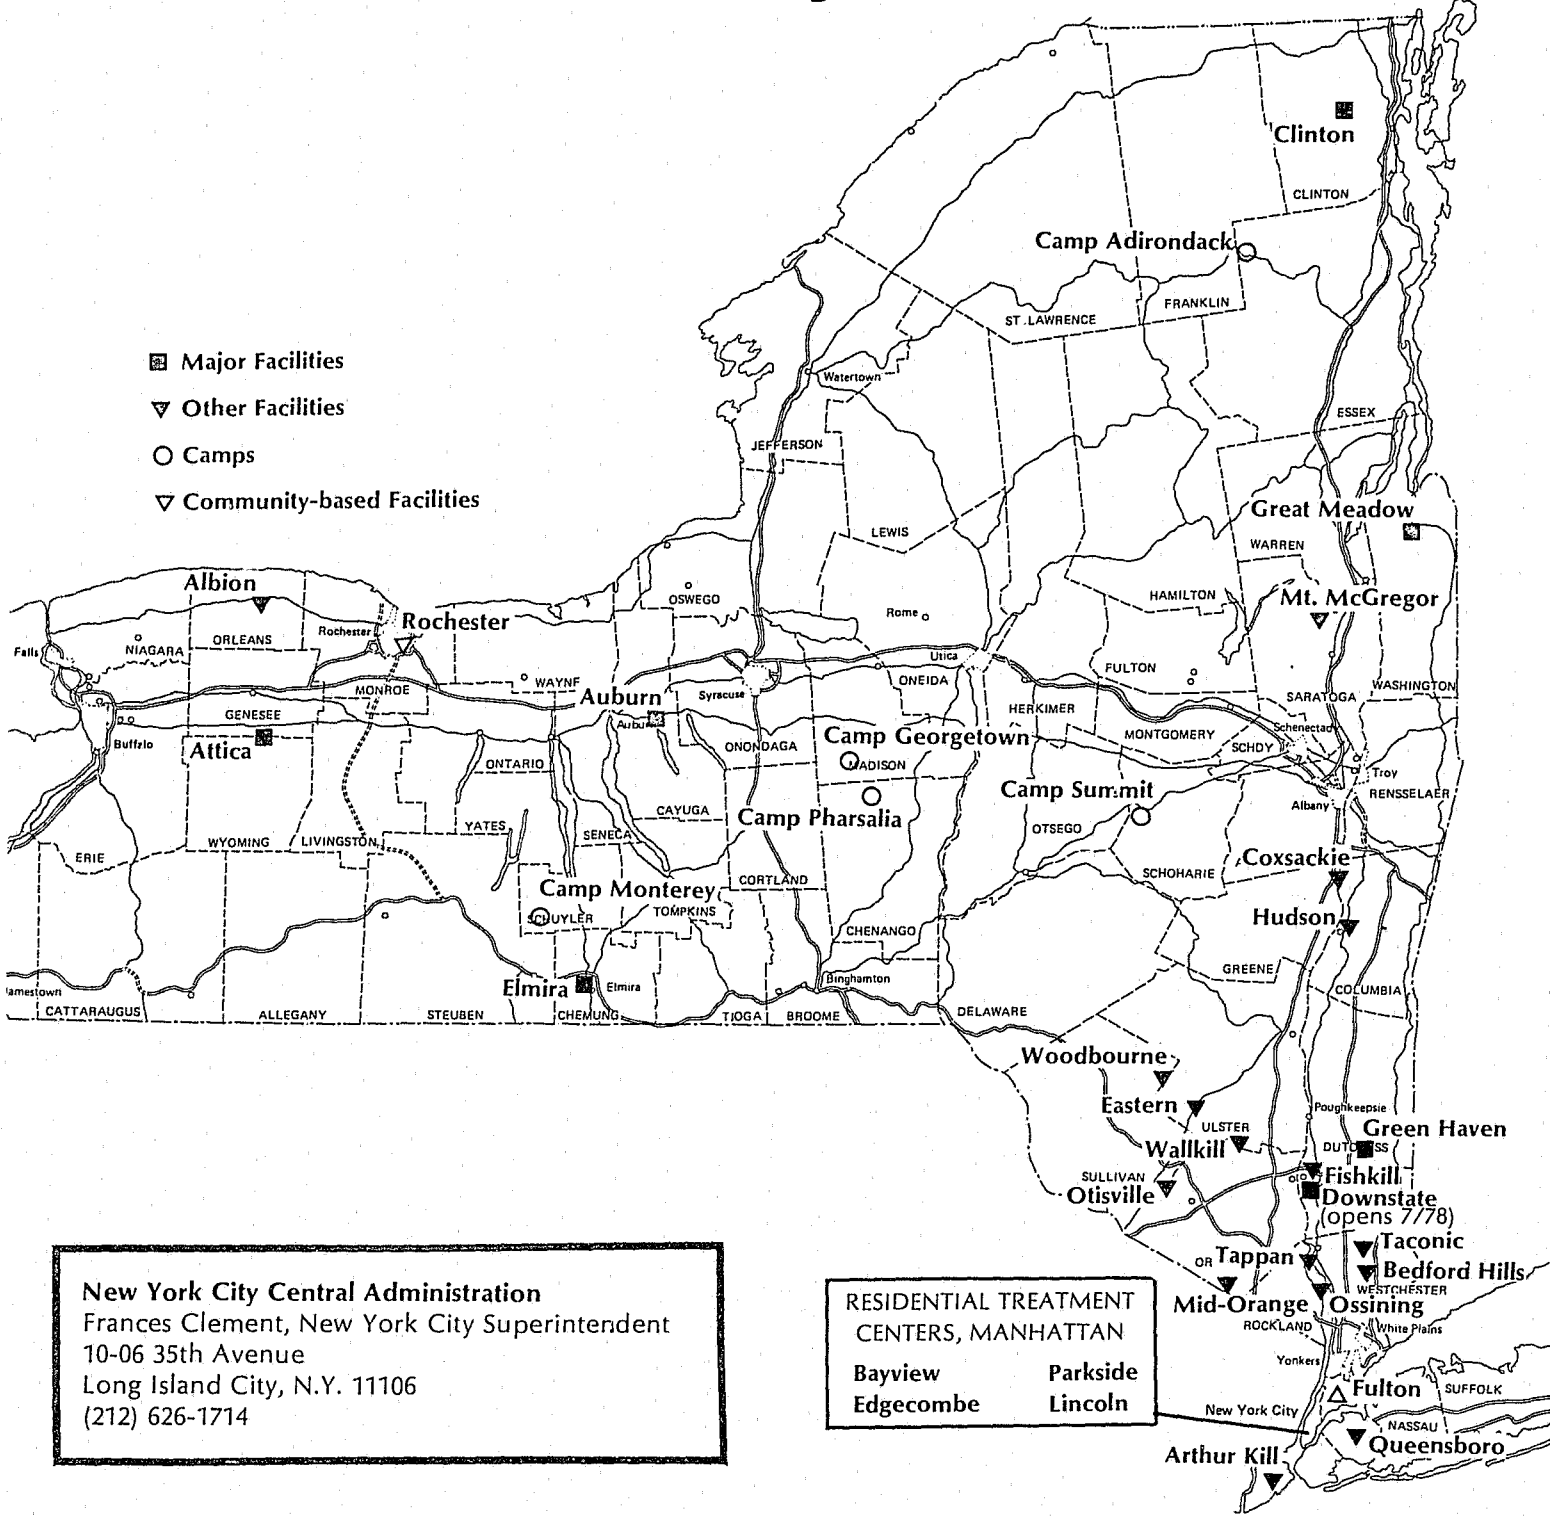 Clinton
CLINTON
Camp Adirondack
FRANKLIN
ST. LAWRENCE
Major Facilities
Other Facilities
Camps
Community-based Facilities
Watertown
JEFFERSON
ESSEX
Great Meadow
LEWIS
WARREN
Albion
OSWEGO
Rome
HAMILTON
Mt. McGregor
Rochester
Rochester
ORLEANS
NIAGARA
Falls
Utica
FULTON
WAYNE
ONEIDA
MONROE
Auburn
Syracuse
WASHINGTON
SARATOGA
HERKIMER
GENESEE
Auburn
Schenectad
MONTGOMERY
Camp Georgetown
SCHDY
Buffalo
Attica
ONONDAGA
MADISON
ONTARIO
Troy
Camp Summit
RENSSELAER
Albany
CAYUGA
Camp Pharsalia
YATES
SENECA
OTSEGO
WYOMING
LIVINGSTON
ERIE
Coxsackie
SCHOHARIE
CORTLAND
Camp Monterey
TOMPKINS
SCHUYLER
Hudson
CHENANGO
GREENE
Binghamton
Elmira
Elmira
Jamestown
COLUMBIA
CATTARAUGUS
ALLEGANY
STEUBEN
CHEMUNG
TIOGA
BROOME
DELAWARE
Woodbourne
Eastern
Poughkeepsie
ULSTER
Green Haven
Wallkill
DUTCHESS
SULLIVAN
Fishkill
Otisville
Downstate
(opens 7/78)
Taconic
OR
Tappan
Bedford Hills
WESTCHESTER
Mid-Orange
Ossining
ROCKLAND
White Plains
Yonkers
Fulton
SUFFOLK
New York City
NASSAU
Queensboro
Arthur Kill
New York City Central Administration
Frances Clement, New York City Superintendent
10-06 35th Avenue
Long Island City, N.Y. 11106
(212) 626-1714
RESIDENTIAL TREATMENT
CENTERS, MANHATTAN
Bayview Parkside
Edgecombe Lincoln